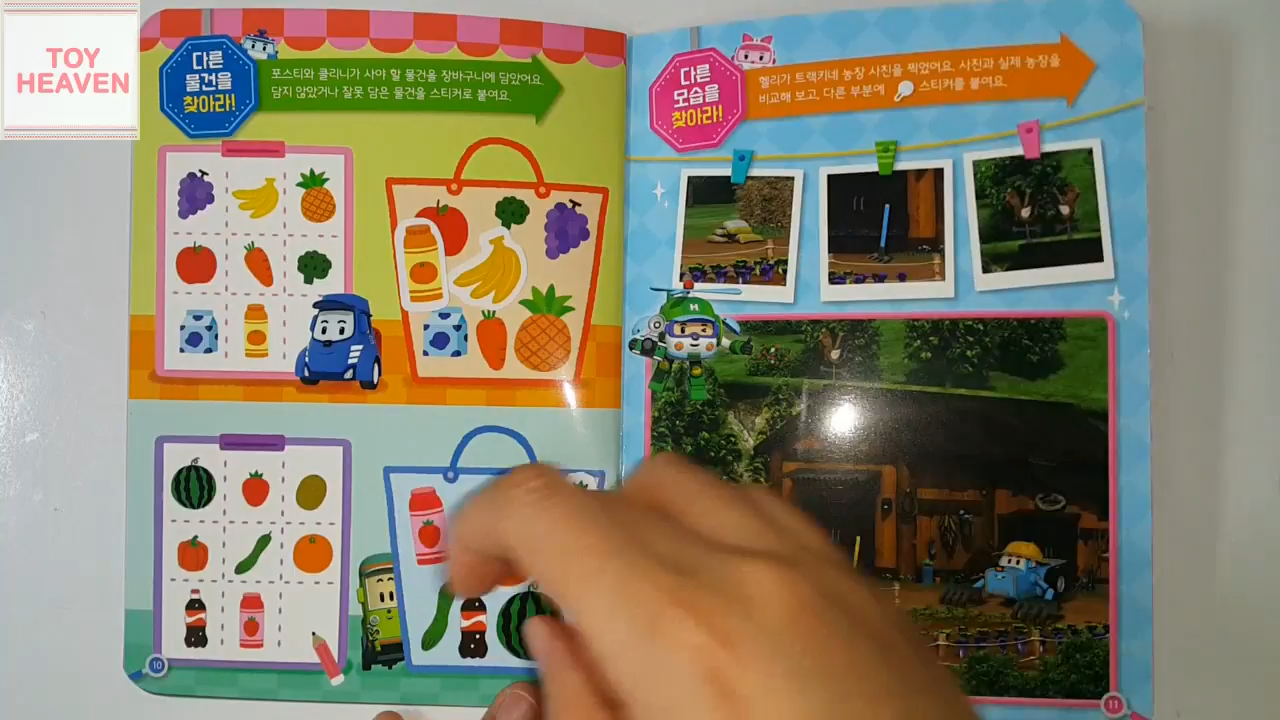 TOY
HEAVEN
다른
물건을
찾아라!
포스티와 클리니가 사야 할 물건을 장바구니에 담았어요.
담지 않았거나 잘못 담은 물건을 스티커로 붙여요.
다른
모습을
찾아라!
헬리가 트랙키네 농장 사진을 찍었어요. 사진과 실제 농장을
비교해 보고, 다른 부분에 스티커를 붙여요.
H
10
11